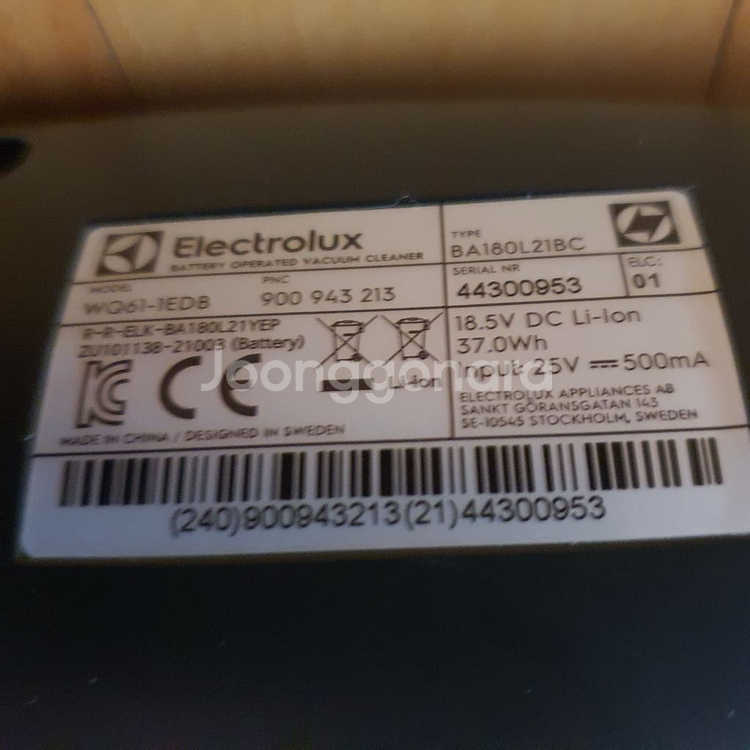 Electrolux
BATTERY OPERATED VACUUM CLEANER
TYPE
BA180L21BC
MODEL
WQ61-1EDB
PNC
900 943 213
SERIAL NR
44300953
ELC:
01
R-R-ELK-BA180L21YEP
ZU101138-21003 (Battery)
Li-ion
18.5V DC Li-Ion
37.0Wh
Input: 25V 500mA
ELECTROLUX APPLIANCES AB
SANKT GÖRANSGATAN 143
SE-10545 STOCKHOLM, SWEDEN
CE
MADE IN CHINA / DESIGNED IN SWEDEN
(240)900943213(21)44300953
Joonggonara